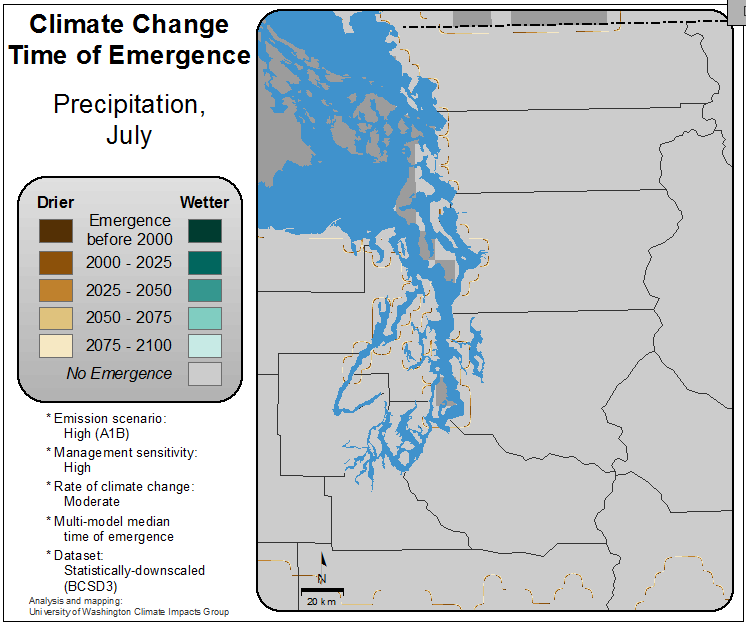 Climate Change
Time of Emergence
Precipitation,
July
Drier Wetter
Emergence
before 2000
2000 - 2025
2025 - 2050
2050 - 2075
2075 - 2100
No Emergence
* Emission scenario:
High (A1B)
* Management sensitivity:
High
* Rate of climate change:
Moderate
* Multi-model median
time of emergence
* Dataset:
Statistically-downscaled
(BCSD3)
Analysis and mapping:
University of Washington Climate Impacts Group
N
20 km